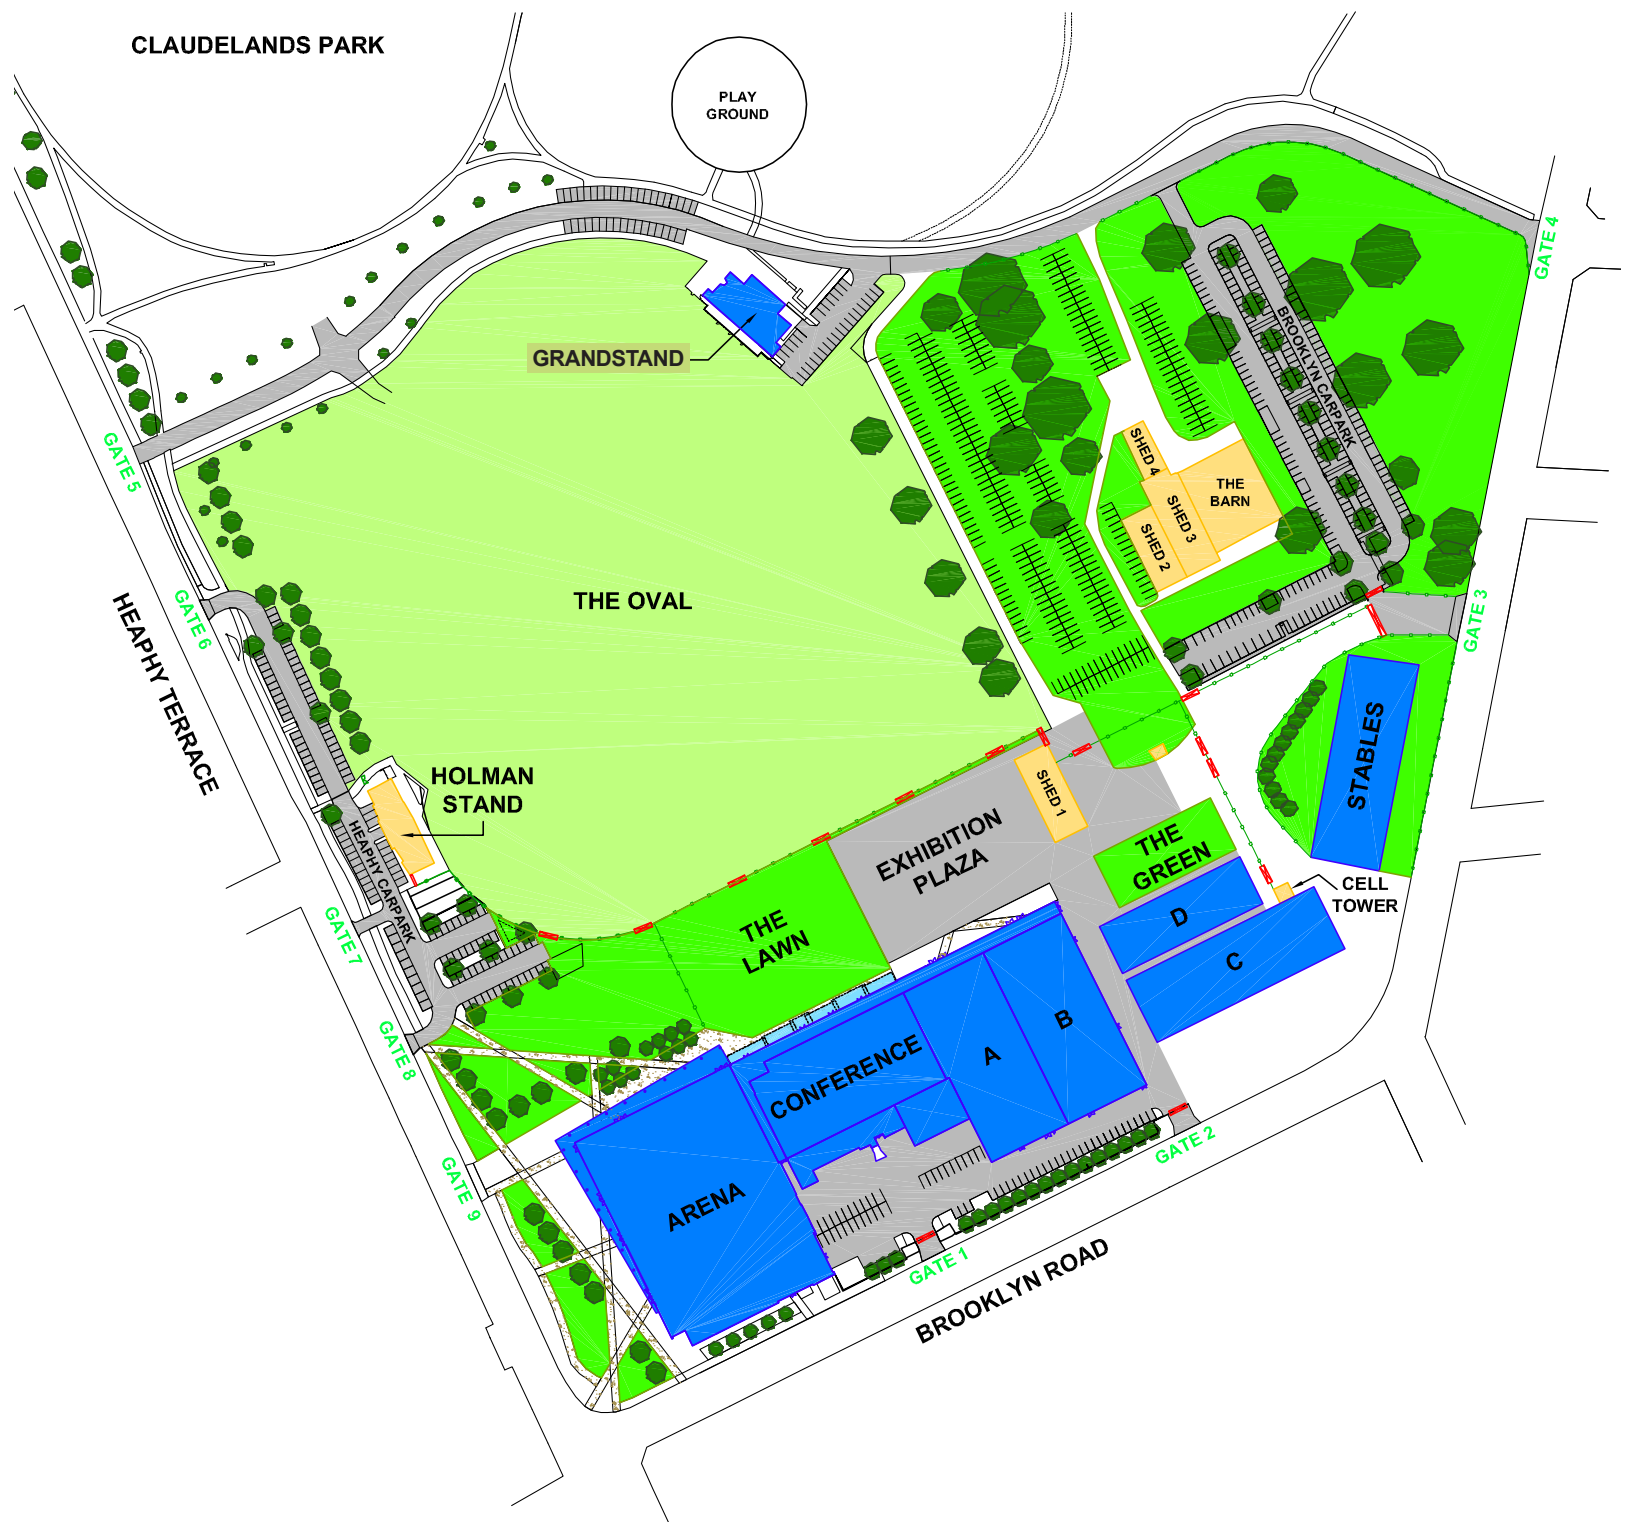 CLAUDELANDS PARK
PLAY
GROUND
GATE 4
BROOKLYN CARPARK
GRANDSTAND
GATE 5
SHED 4
THE
BARN
SHED 3
SHED 2
THE OVAL
GATE 6
GATE 3
HEAPHY TERRACE
HOLMAN
STAND
STABLES
SHED 1
HEAPHY CARPARK
EXHIBITION
PLAZA
THE
GREEN
CELL
TOWER
GATE 7
THE
LAWN
D
C
B
A
CONFERENCE
GATE 8
GATE 9
ARENA
GATE 2
GATE 1
BROOKLYN ROAD